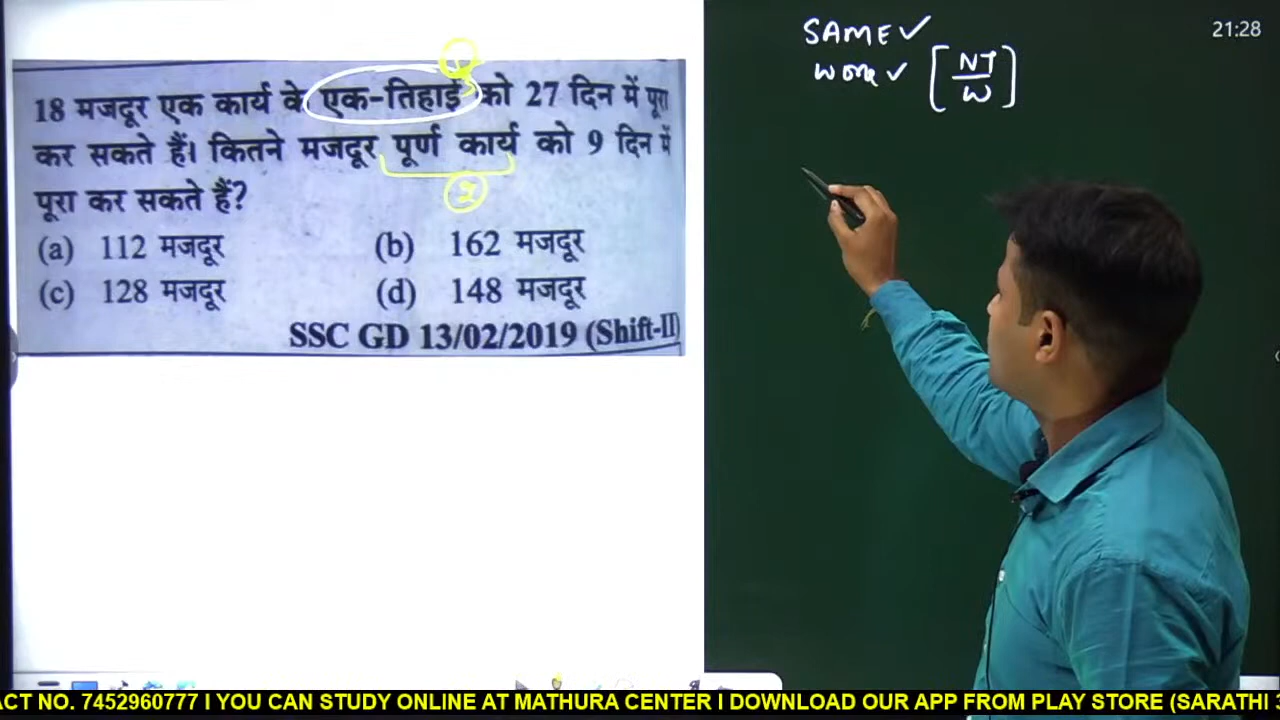 18 मजदूर एक कार्य के एक-तिहाई को 27 दिन में पूरा
कर सकते हैं। कितने मजदूर पूर्ण कार्य को 9 दिन में
पूरा कर सकते हैं?
(a) 112 मजदूर (b) 162 मजदूर
(c) 128 मजदूर (d) 148 मजदूर
SSC GD 13/02/2019 (Shift-II)
SAME ✓
WORK ✓ [NT/W]
21:28
ACT NO. 7452960777 I YOU CAN STUDY ONLINE AT MATHURA CENTER I DOWNLOAD OUR APP FROM PLAY STORE (SARATHI